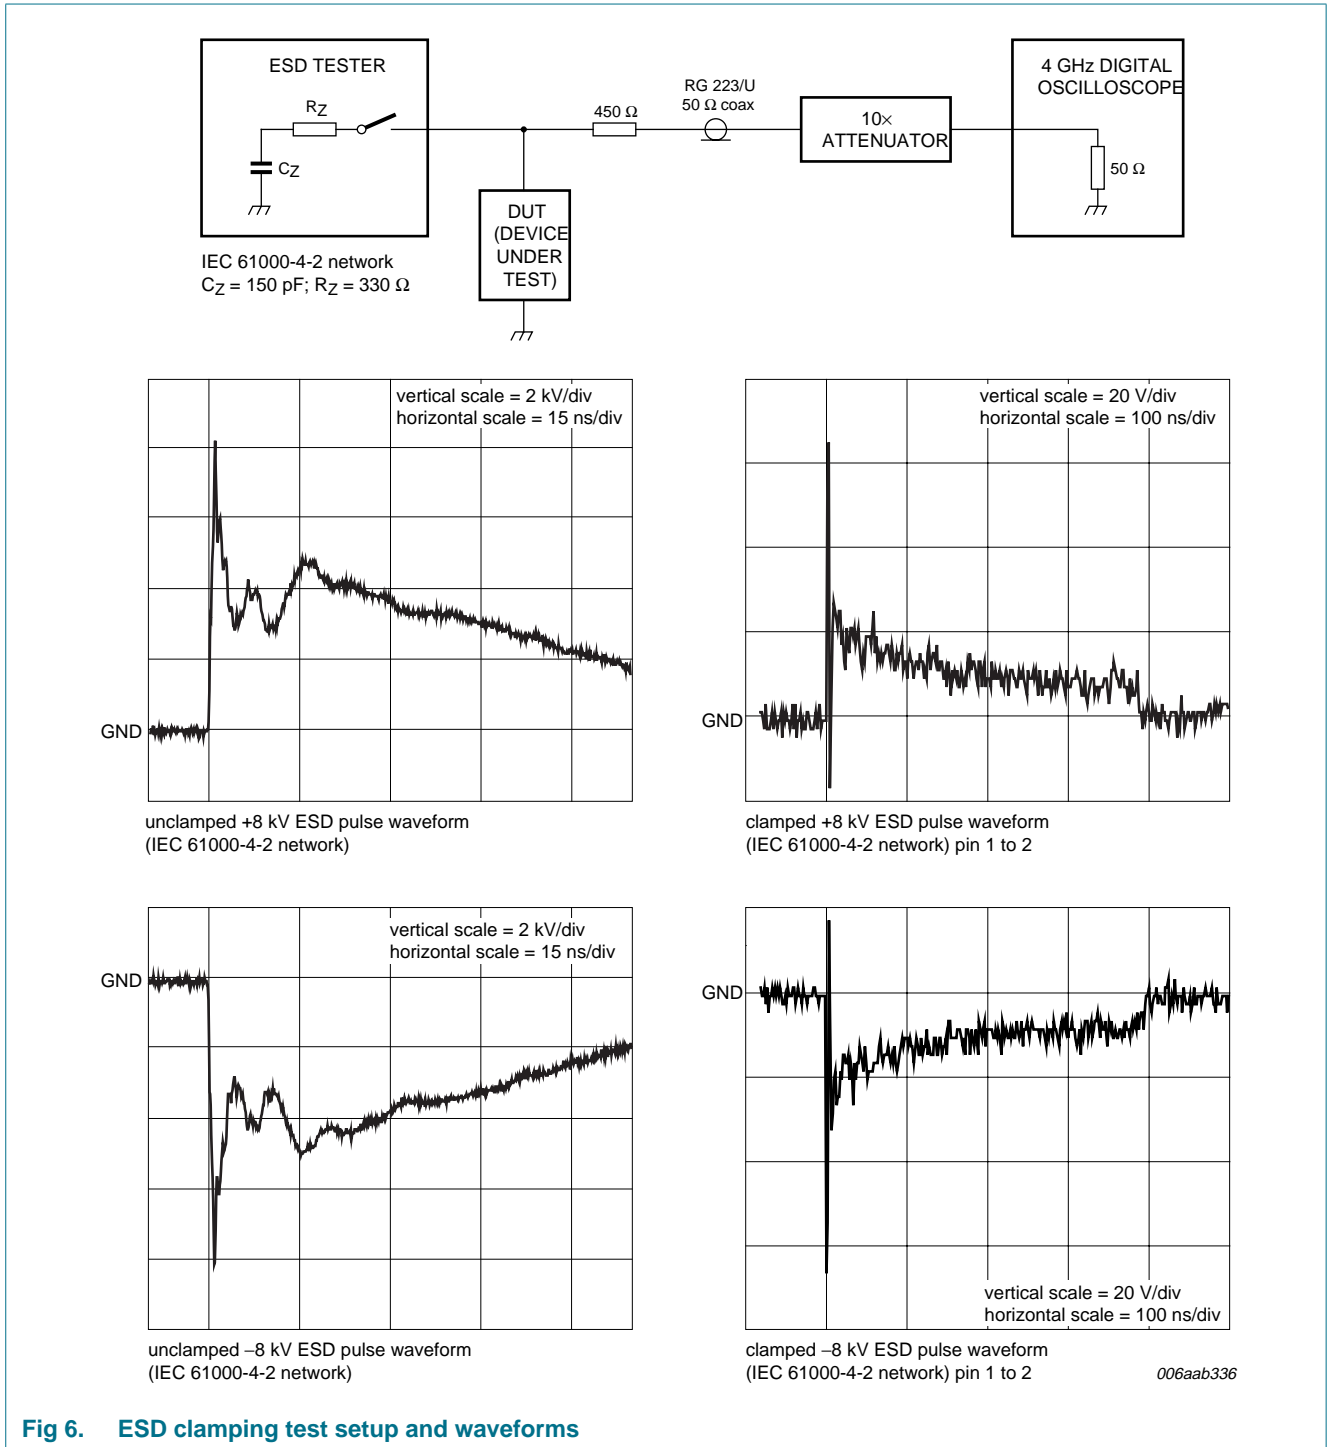 ESD TESTER
RZ
CZ
IEC 61000-4-2 network
CZ = 150 pF; RZ = 330 Ω
DUT
(DEVICE
UNDER
TEST)
450 Ω
RG 223/U
50 Ω coax
10×
ATTENUATOR
4 GHz DIGITAL
OSCILLOSCOPE
50 Ω
vertical scale = 2 kV/div
horizontal scale = 15 ns/div
GND
unclamped +8 kV ESD pulse waveform
(IEC 61000-4-2 network)
vertical scale = 20 V/div
horizontal scale = 100 ns/div
GND
clamped +8 kV ESD pulse waveform
(IEC 61000-4-2 network) pin 1 to 2
vertical scale = 2 kV/div
horizontal scale = 15 ns/div
GND
unclamped −8 kV ESD pulse waveform
(IEC 61000-4-2 network)
GND
vertical scale = 20 V/div
horizontal scale = 100 ns/div
clamped −8 kV ESD pulse waveform
(IEC 61000-4-2 network) pin 1 to 2
006aab336
Fig 6. ESD clamping test setup and waveforms